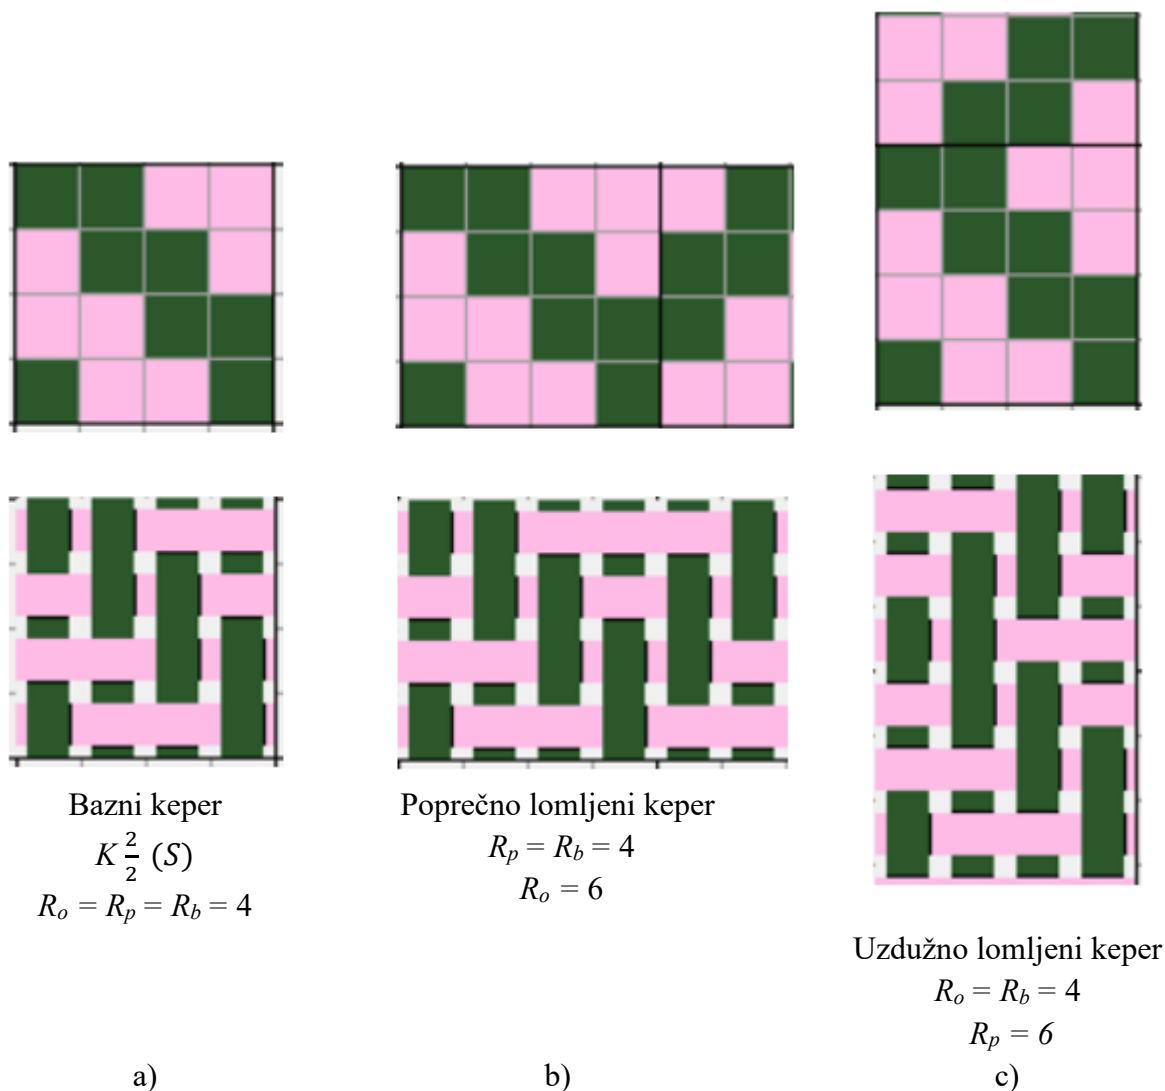 Bazni keper
K 2/2 (S)
Ro = Rp = Rb = 4
Poprečno lomljeni keper
Rp = Rb = 4
Ro = 6
Uzdužno lomljeni keper
Ro = Rb = 4
Rp = 6
a)
b)
c)